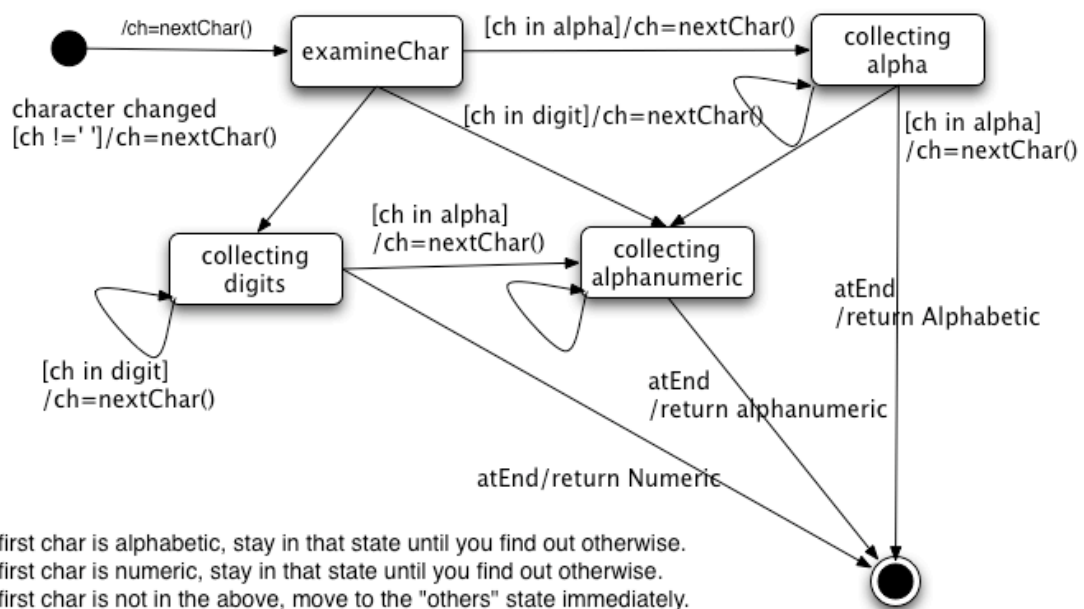 /ch=nextChar()
examineChar
[ch in alpha]/ch=nextChar()
collecting
alpha
character changed
[ch !=' ']/ch=nextChar()
[ch in digit]/ch=nextChar()
[ch in alpha]
/ch=nextChar()
[ch in alpha]
/ch=nextChar()
collecting
digits
collecting
alphanumeric
atEnd
/return Alphabetic
[ch in digit]
/ch=nextChar()
atEnd
/return alphanumeric
atEnd/return Numeric
first char is alphabetic, stay in that state until you find out otherwise.
first char is numeric, stay in that state until you find out otherwise.
first char is not in the above, move to the "others" state immediately.